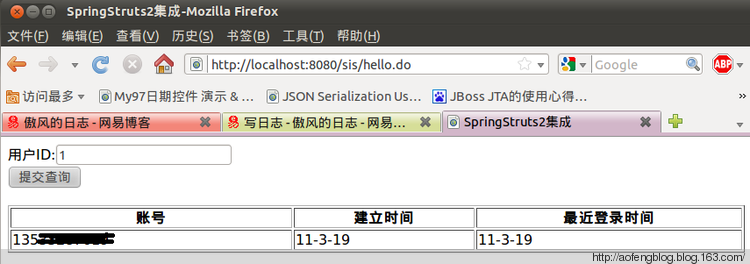 SpringStruts2集成-Mozilla Firefox
文件(F) 编辑(E) 查看(V) 历史(S) 书签(B) 工具(T) 帮助(H)
http://localhost:8080/sis/hello.do Google ABP
访问最多 My97日期控件 演示 & ... JSON Serialization Us... JBoss JTA的使用心得...
傲风的日志 - 网易博客 写日志 - 傲风的日志 - 网易... SpringStruts2集成
用户ID: 1
提交查询
账号 建立时间 最近登录时间
135 11-3-19 11-3-19
http://aofengblog.blog.163.com/